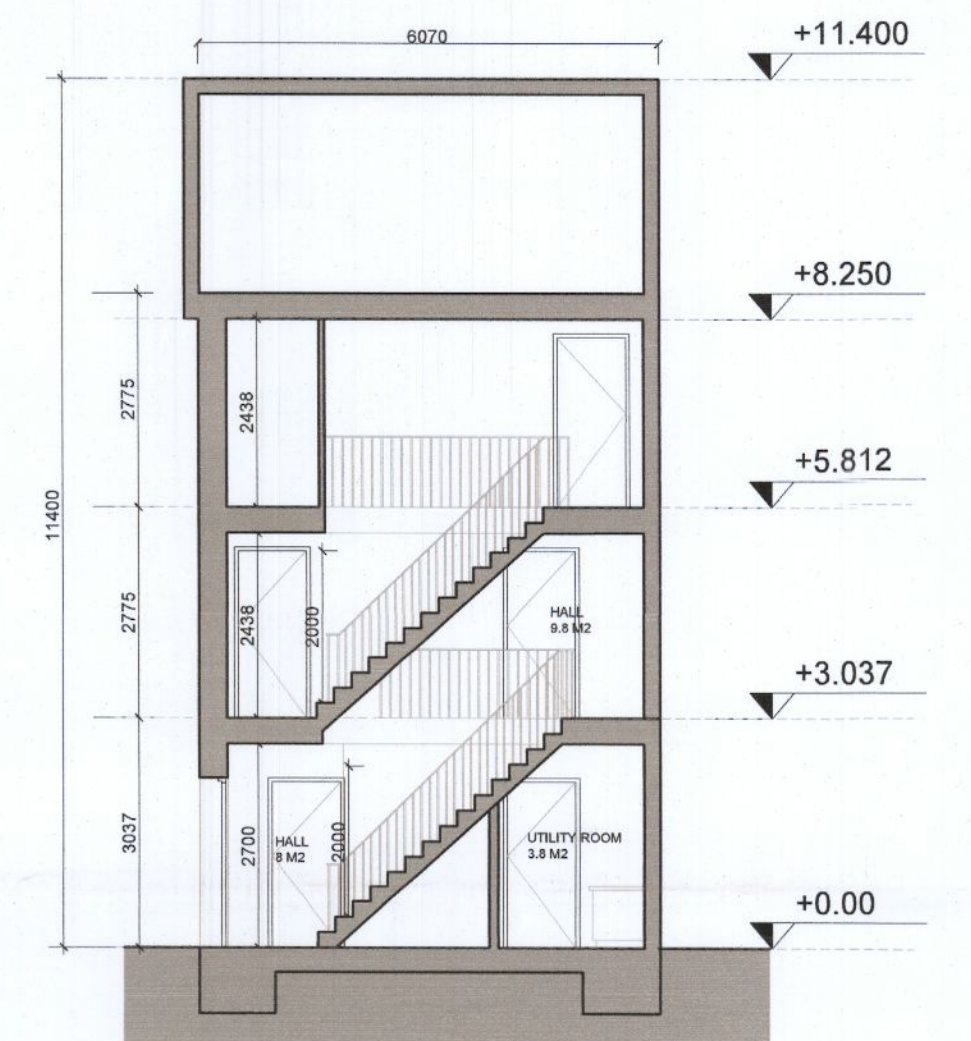 6070
+11.400
+8.250
2775
2438
+5.812
11400
2775
2438
2000
HALL
9.8 M2
+3.037
3037
2700
HALL
8 M2
2000
UTILITY ROOM
3.8 M2
+0.00